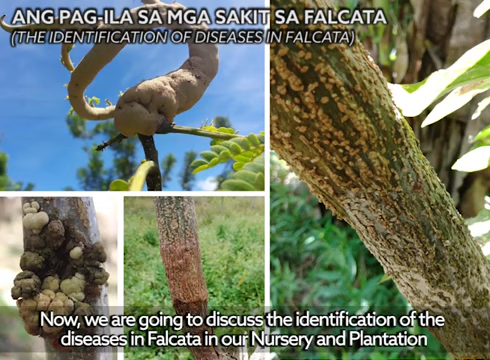 ANG PAG-ILA SA MGA SAKIT SA FALCATA
(THE IDENTIFICATION OF DISEASES IN FALCATA)
Now, we are going to discuss the identification of the
diseases in Falcata in our Nursery and Plantation